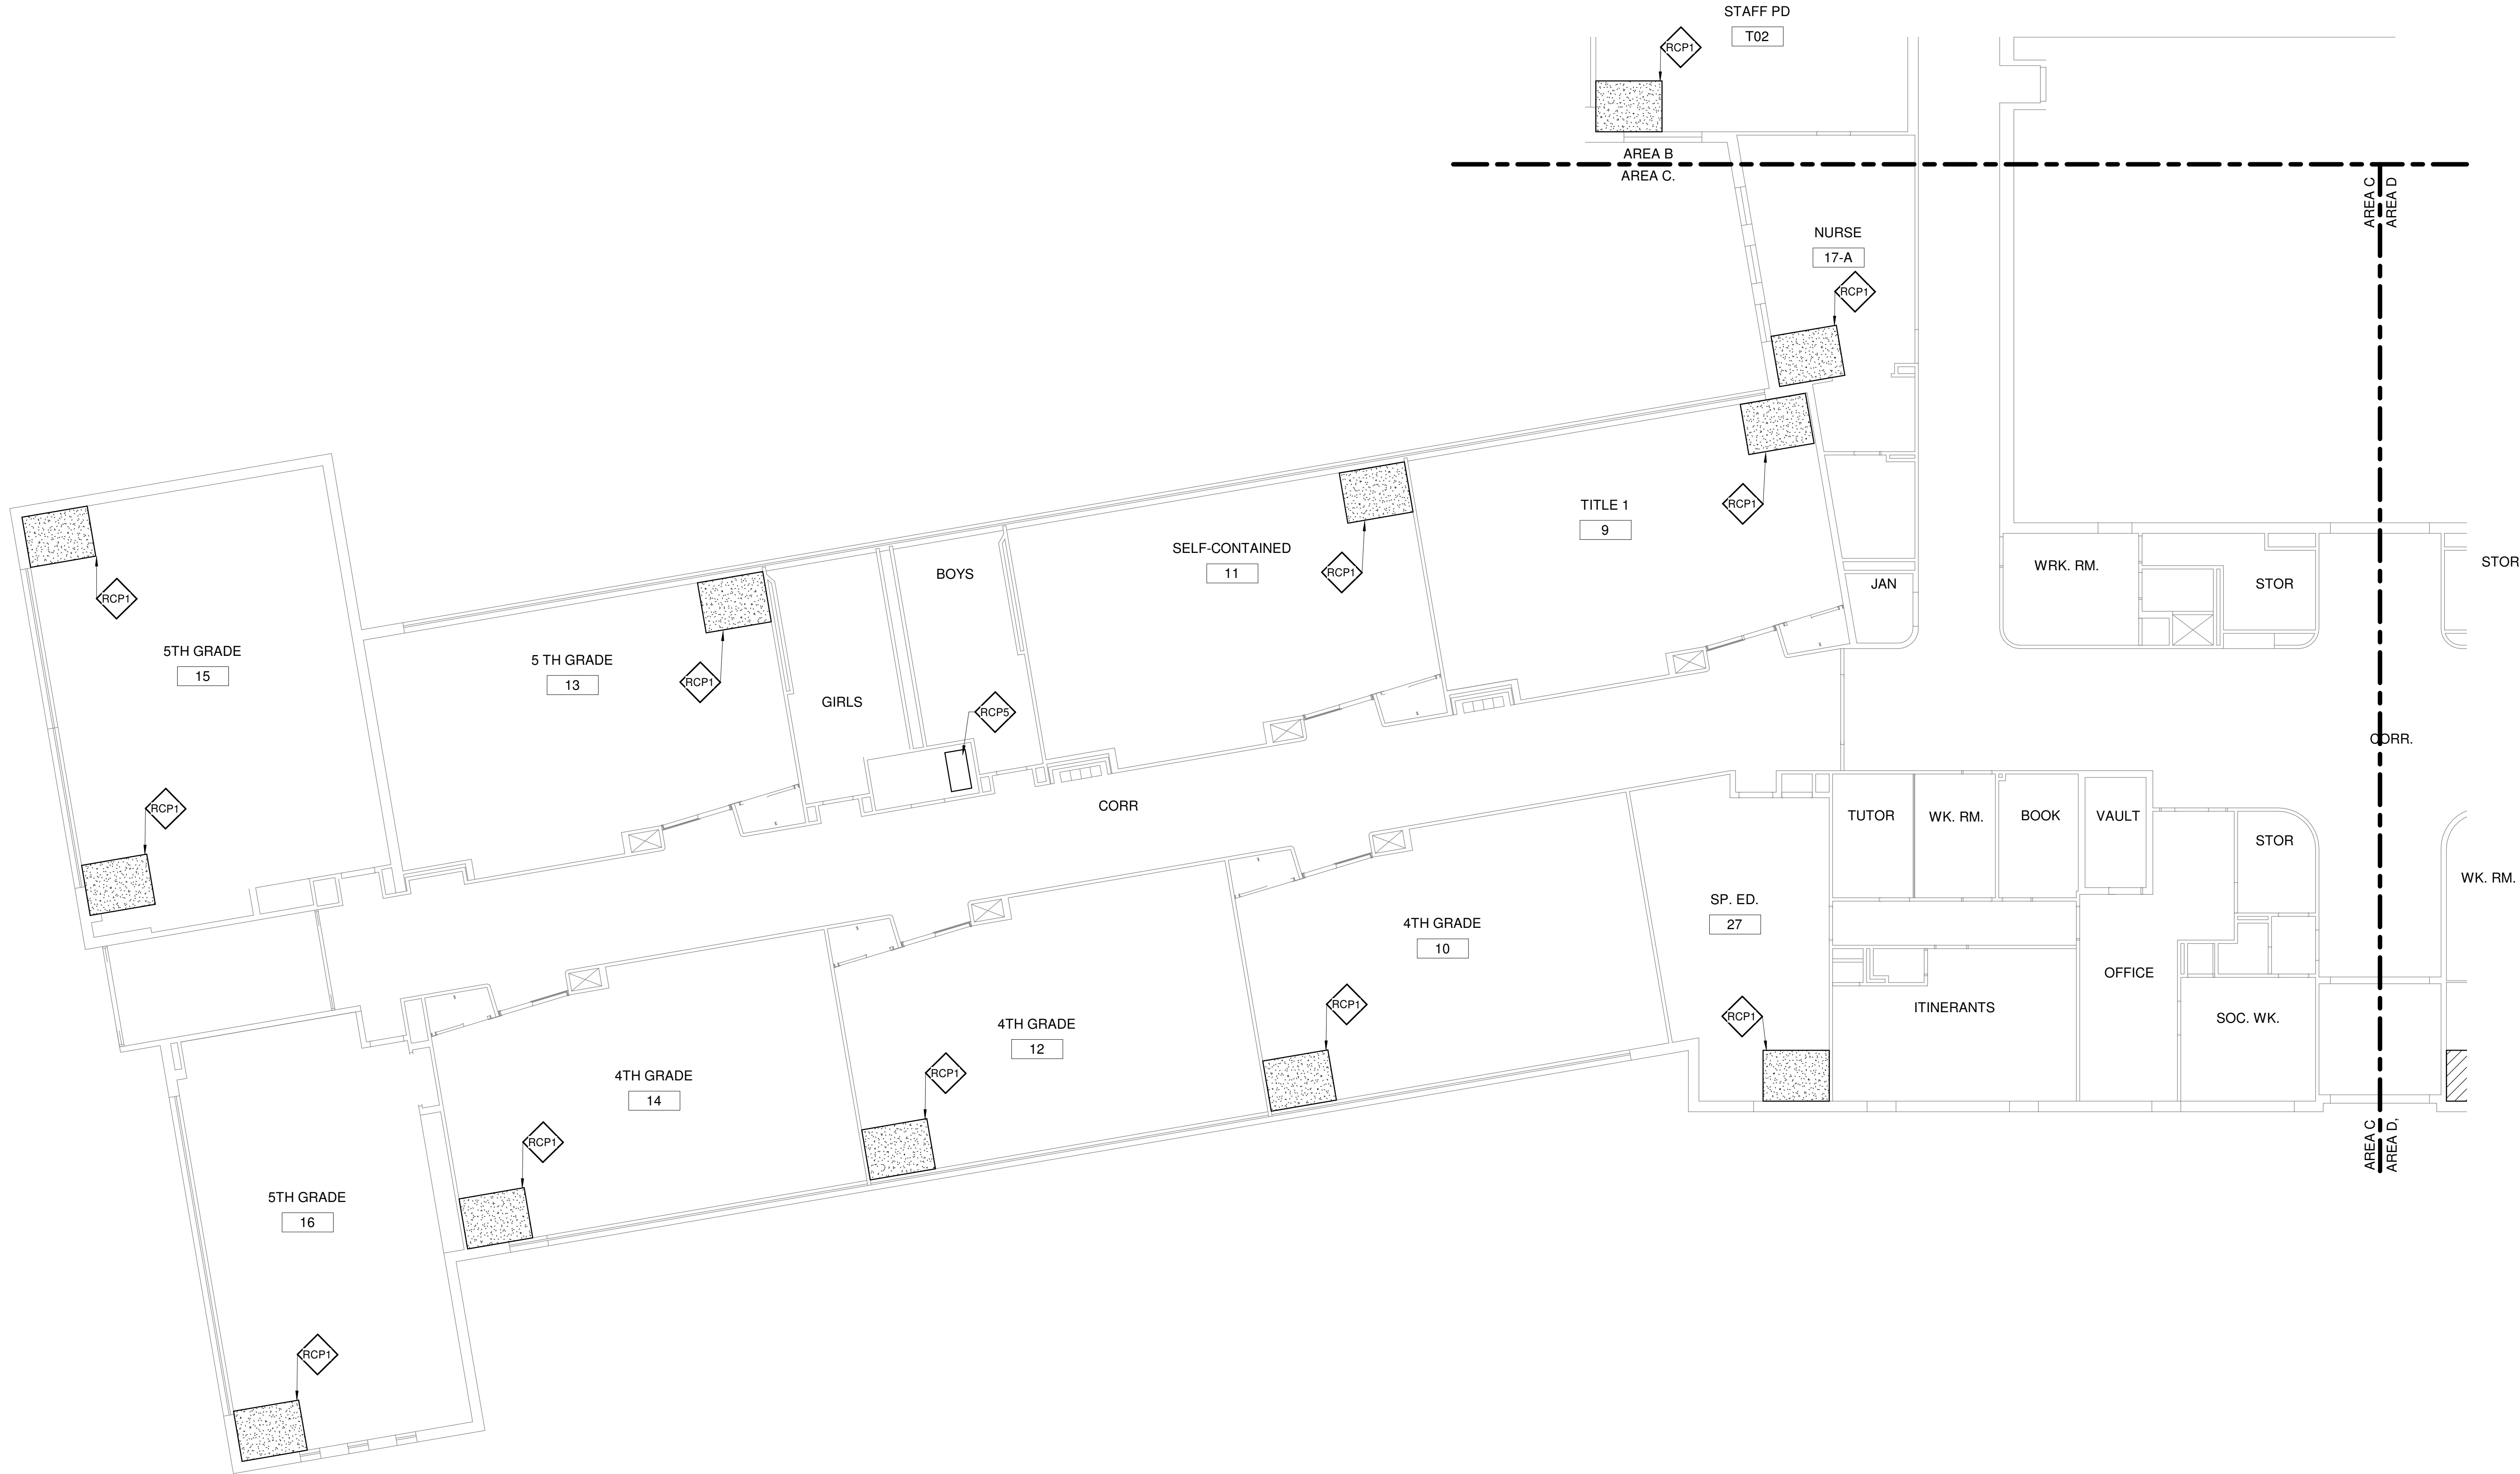 STAFF PD
T02
RCP1
AREA B
AREA C.
AREA C
AREA D
NURSE
17-A
RCP1
RCP1
TITLE 1
9
SELF-CONTAINED
11
RCP1
BOYS
WRK. RM.
STOR
STOR
JAN
RCP1
5TH GRADE
15
5 TH GRADE
13
RCP1
GIRLS
RCP5
CORR.
CORR
RCP1
TUTOR
WK. RM.
BOOK
VAULT
STOR
WK. RM.
SP. ED.
27
4TH GRADE
10
OFFICE
ITINERANTS
SOC. WK.
RCP1
RCP1
4TH GRADE
12
RCP1
4TH GRADE
14
RCP1
AREA C
AREA D,
5TH GRADE
16
RCP1